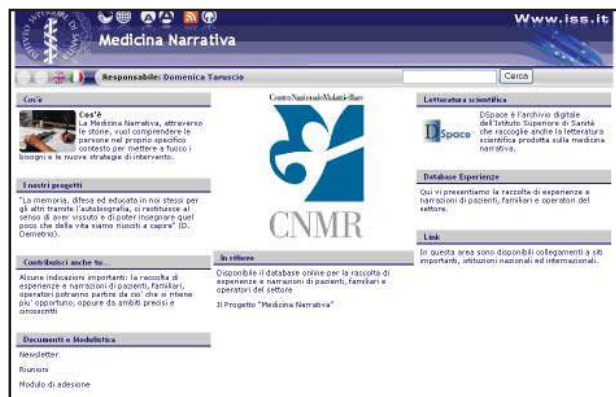 Www.iss.it
ISTITVTO SVPERIORE DI SANITA
Medicina Narrativa
Responsabile: Domenica Taruscio
Cerca
Cos'è
Cos'è
La Medicina Narrativa, attraverso
le storie, vuol comprendere le
persone nel proprio specifico
contesto per mettere a fuoco i
bisogni e le nuove strategie di intervento.
I nostri progetti
"La memoria, difesa ed educata in noi stessi per
gli altri tramite l'autobiografia, ci restituisce al
senso di aver vissuto e di poter insegnare quel
poco che della vita siamo riusciti a capire" (D.
Demetrio).
Contribuisci anche tu...
Alcune indicazioni importanti: la raccolta di
esperienze e narrazioni di pazienti, familiari,
operatori potranno partire da cio' che si ritiene
piu' opportuno, oppure da ambiti precisi e
circoscritti
Documenti e Modulistica
Newsletter
Riunioni
Modulo di adesione
Centro Nazionale Malattie Rare
CNMR
In rilievo
Disponibile il database online per la raccolta di
esperienze e narrazioni di pazienti, familiari e
operatori del settore
Il Progetto "Medicina Narrativa"
Letteratura scientifica
DSpace
DSpace è l'archivio digitale
dell'Istituto Superiore di Sanità
che raccoglie anche la letteratura
scientifica prodotta sulla medicina
narrativa.
Database Esperienze
Qui vi presentiamo la raccolta di esperienze e
narrazioni di pazienti, familiari e operatori del
settore.
Link
In questa area sono disponibili collegamenti a siti
importanti, istituzioni nazionali ed internazionali.